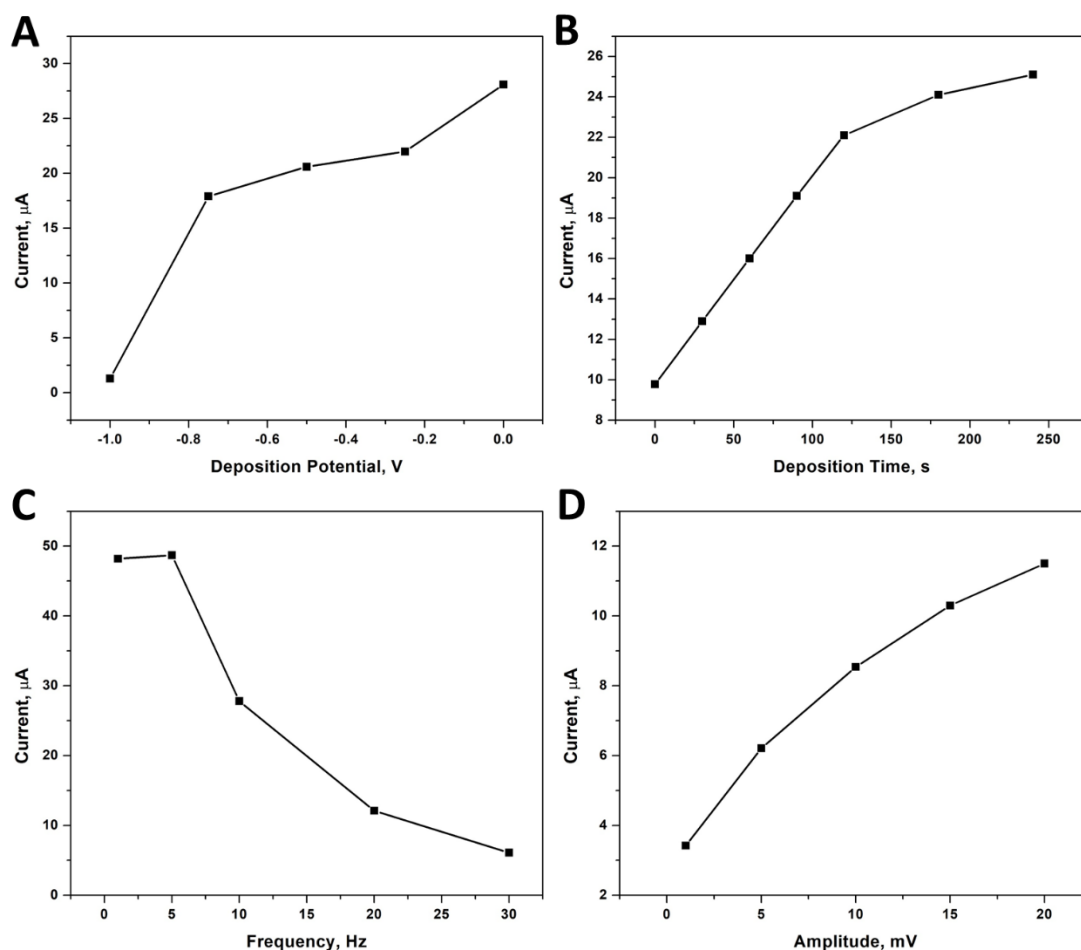 A
30
25
20
15
10
5
0
Current, μA
-1.0 -0.8 -0.6 -0.4 -0.2 0.0
Deposition Potential, V
B
26
24
22
20
18
16
14
12
10
8
Current, μA
0 50 100 150 200 250
Deposition Time, s
C
50
40
30
20
10
0
Current, μA
0 5 10 15 20 25 30
Frequency, Hz
D
12
10
8
6
4
2
Current, μA
0 5 10 15 20
Amplitude, mV